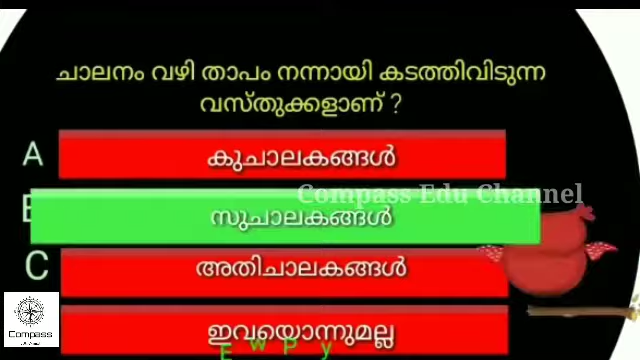 ചാലനം വഴി താപം നന്നായി കടത്തിവിടുന്ന
വസ്തുക്കളാണ് ?
A കുചാലകങ്ങൾ
Compass Edu Channel
സുചാലകങ്ങൾ
C അതിചാലകങ്ങൾ
ഇവയൊന്നുമല്ല
Compass
E W P y